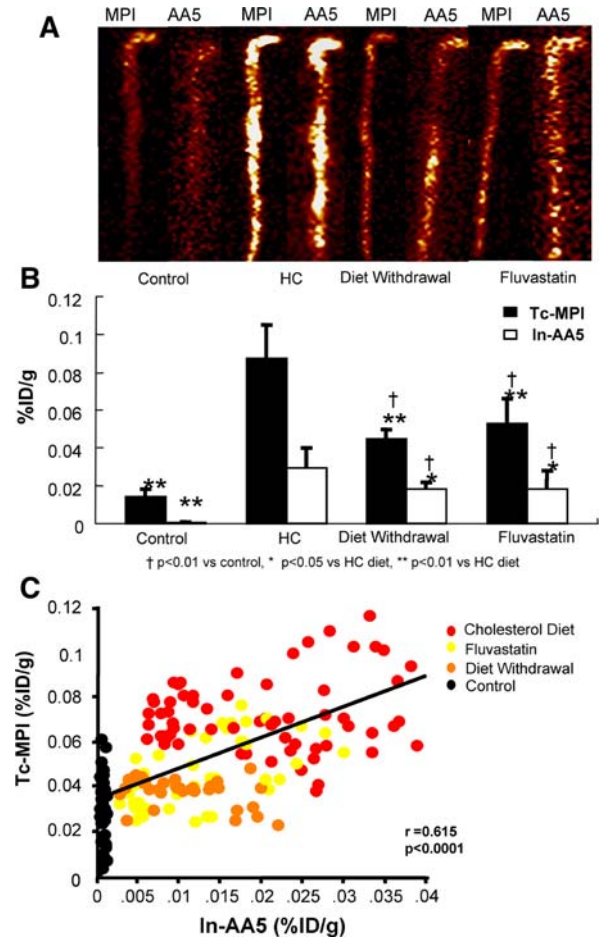 A
MPI AA5 MPI AA5 MPI AA5 MPI AA5
Control HC Diet Withdrawal Fluvastatin
B
0.12
0.1
0.08
0.06
0.04
0.02
0
%ID/g
Tc-MPI
In-AA5
** **
† ** † *
† ** † *
Control HC Diet Withdrawal Fluvastatin
† p<0.01 vs control, * p<0.05 vs HC diet, ** p<0.01 vs HC diet
C
0.12
0.1
0.08
0.06
0.04
0.02
0
Tc-MPI (%ID/g)
Cholesterol Diet
Fluvastatin
Diet Withdrawal
Control
r =0.615
p<0.0001
0 .005 .01 .015 .02 .025 .03 .035 .04
In-AA5 (%ID/g)